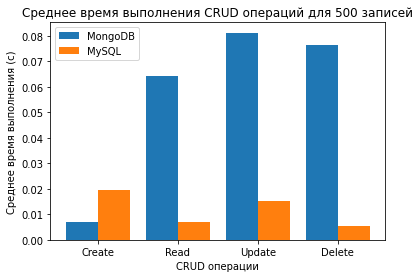 Среднее время выполнения CRUD операций для 500 записей
MongoDB
MySQL
Среднее время выполнения (с)
0.08
0.07
0.06
0.05
0.04
0.03
0.02
0.01
0.00
Create Read Update Delete
CRUD операции